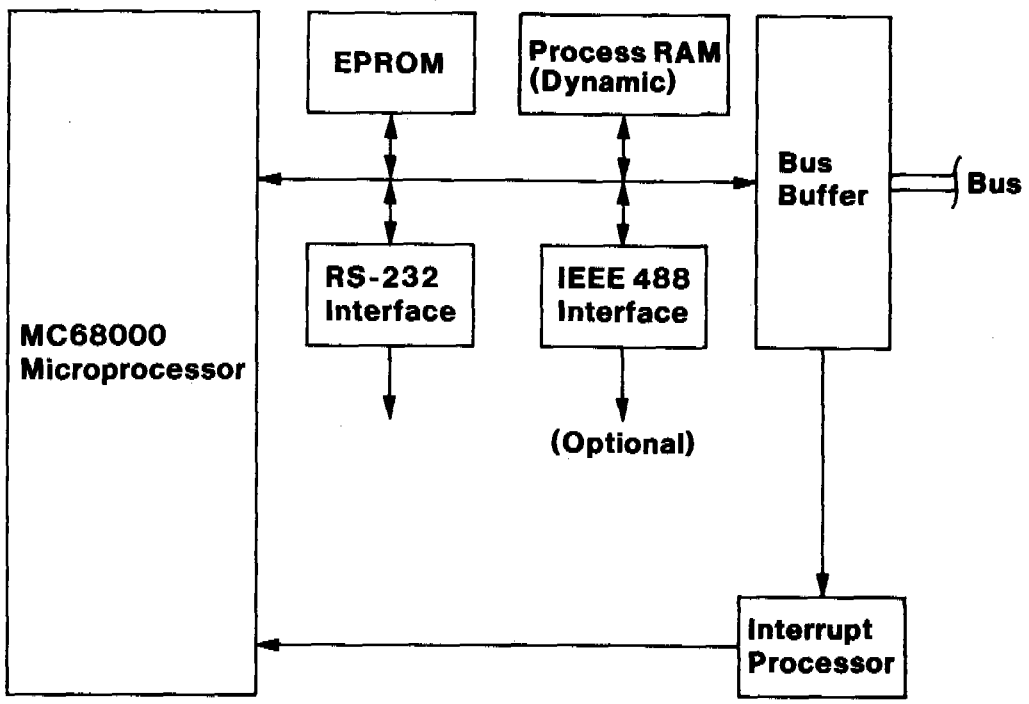 EPROM
Process RAM
(Dynamic)
Bus
Buffer
Bus
RS-232
Interface
IEEE 488
Interface
MC68000
Microprocessor
(Optional)
Interrupt
Processor